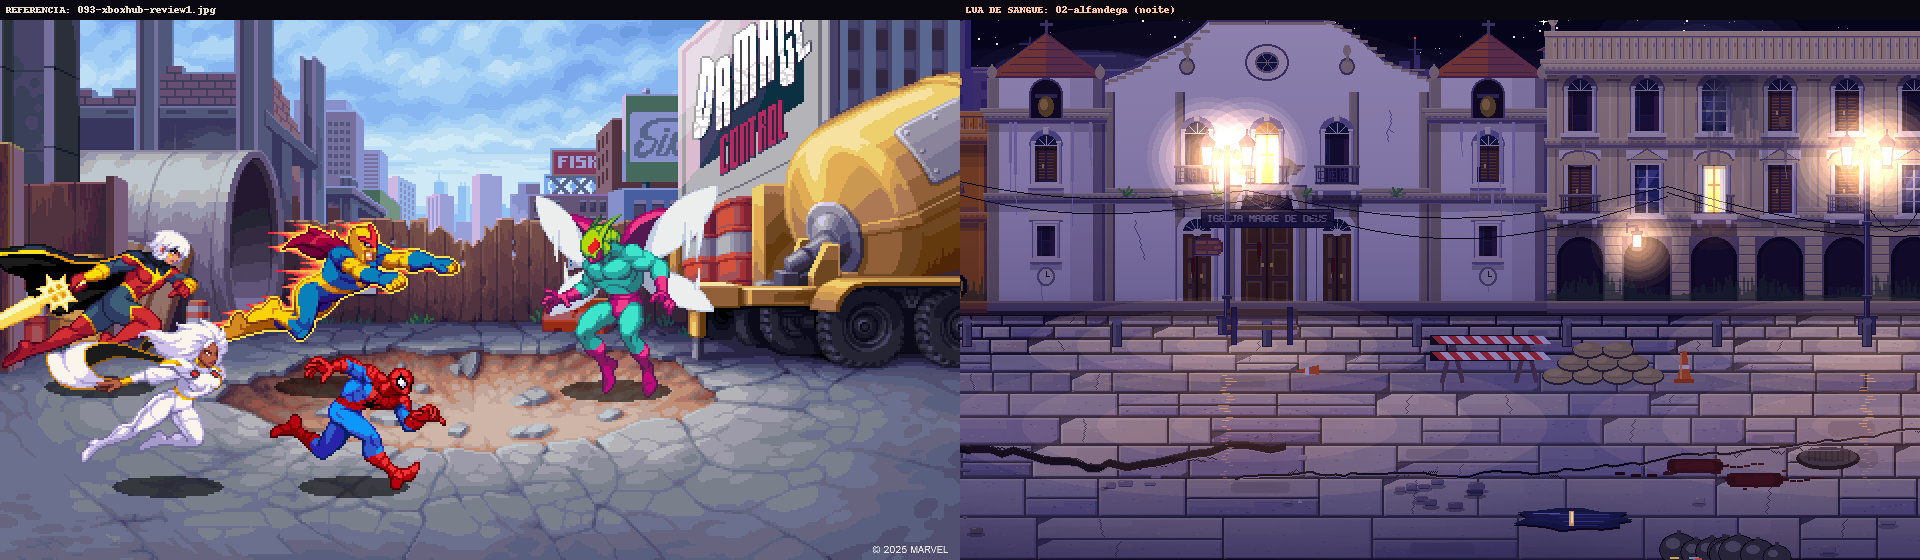 REFERENCIA: 093-xboxhub-review1.jpg
LUA DE SANGUE: 02-alfandega (noite)
DAMAGE
CONTROL
FISK
IGREJA MADRE DE DEUS
© 2025 MARVEL